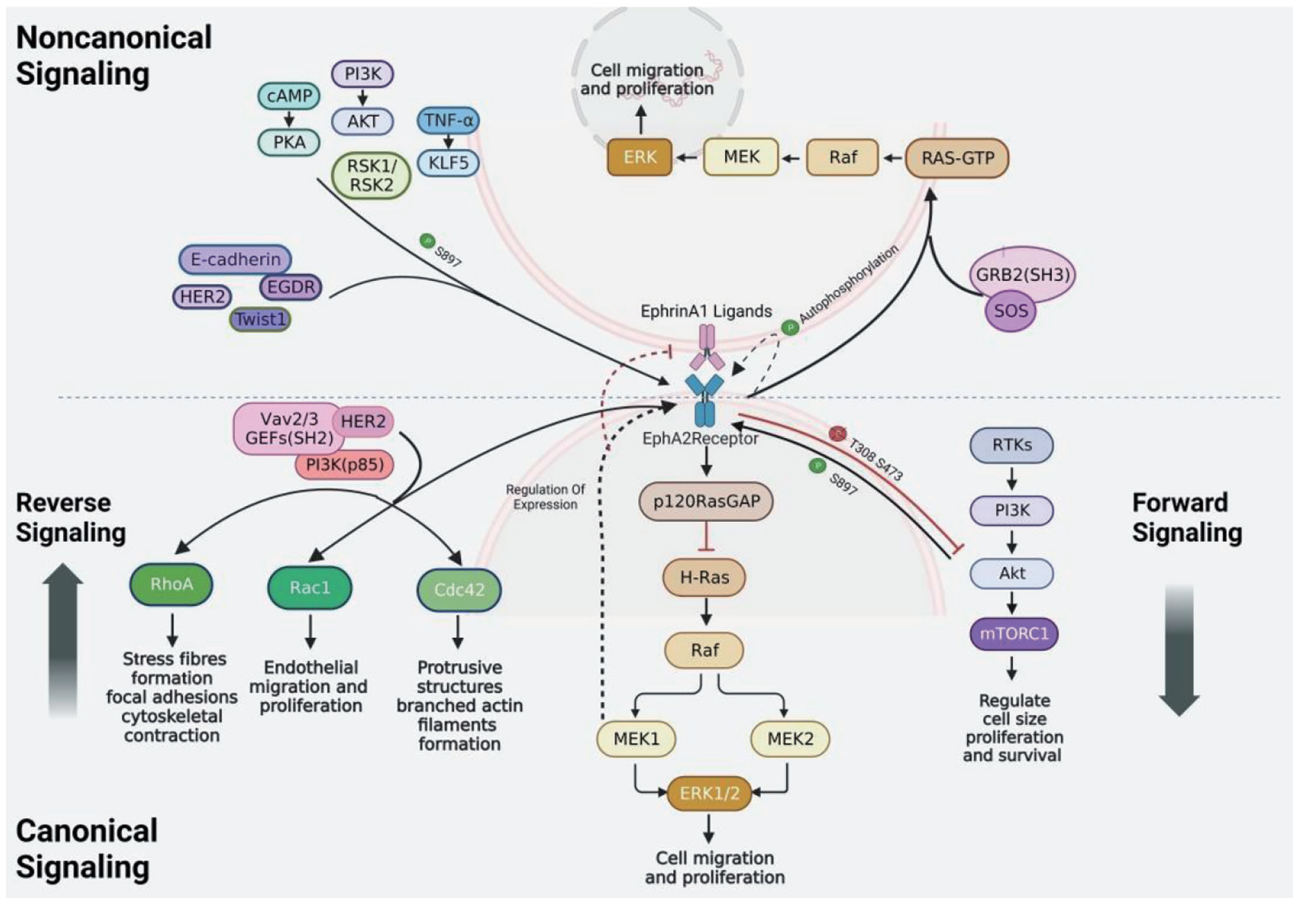 Noncanonical
Signaling
PI3K
cAMP
AKT
TNF-α
PKA
RSK1/
RSK2
KLF5
Cell migration
and proliferation
ERK
MEK
Raf
RAS-GTP
P
S897
E-cadherin
EGDR
HER2
Twist1
GRB2(SH3)
SOS
P
Autophosphorylation
EphrinA1 Ligands
EphA2Receptor
Vav2/3
GEFs(SH2)
HER2
PI3K(p85)
Reverse
Signaling
Regulation Of
Expression
T308 S473
P
S897
RTKs
PI3K
Akt
mTORC1
Regulate
cell size
proliferation
and survival
Forward
Signaling
p120RasGAP
H-Ras
Raf
MEK1
MEK2
ERK1/2
Cell migration
and proliferation
RhoA
Rac1
Cdc42
Stress fibres
formation
focal adhesions
cytoskeletal
contraction
Endothelial
migration and
proliferation
Protrusive
structures
branched actin
filaments
formation
Canonical
Signaling